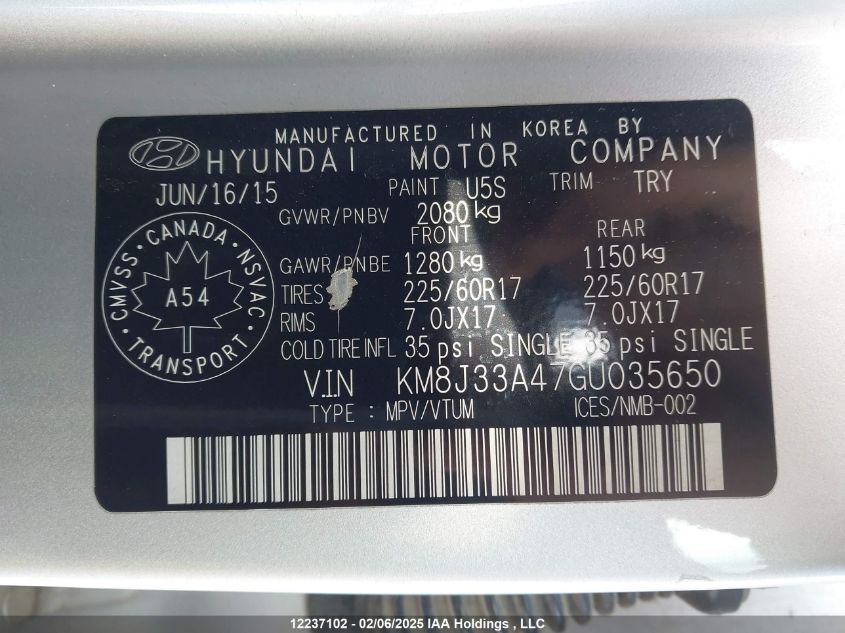 MANUFACTURED IN KOREA BY
HYUNDAI MOTOR COMPANY
JUN/16/15 PAINT U5S TRIM TRY
GVWR/PNBV 2080 kg
FRONT REAR
GAWR/PNBE 1280 kg 1150 kg
TIRES 225/60R17 225/60R17
RIMS 7.0JX17 7.0JX17
COLD TIRE INFL 35 psi SINGLE 35 psi SINGLE
V.I.N KM8J33A47GU035650
TYPE : MPV/VTUM ICES/NMB-002
CMVSS • CANADA • NSVAC • TRANSPORT •
A54
12237102 - 02/06/2025 IAA Holdings , LLC